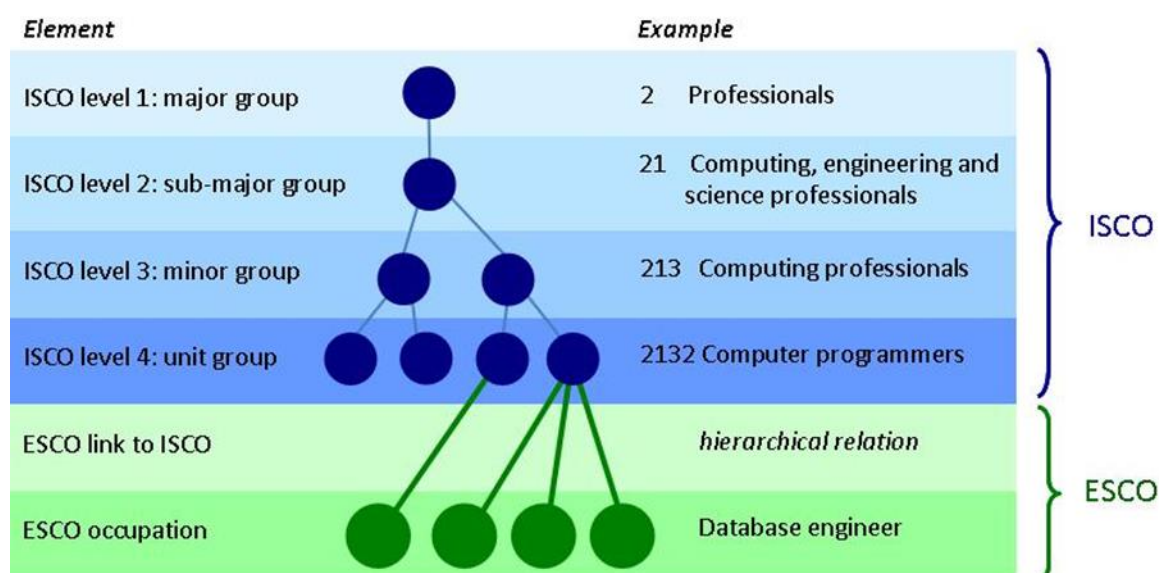 Element Example
ISCO level 1: major group 2 Professionals
ISCO level 2: sub-major group 21 Computing, engineering and
science professionals
ISCO level 3: minor group 213 Computing professionals
ISCO level 4: unit group 2132 Computer programmers
ISCO
ESCO link to ISCO hierarchical relation
ESCO occupation Database engineer
ESCO